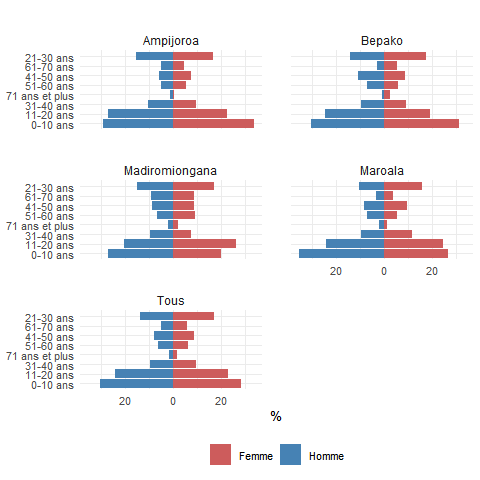 Ampijoroa
Bepako
21-30 ans
61-70 ans
41-50 ans
51-60 ans
71 ans et plus
31-40 ans
11-20 ans
0-10 ans
Madiromiongana
Maroala
21-30 ans
61-70 ans
41-50 ans
51-60 ans
71 ans et plus
31-40 ans
11-20 ans
0-10 ans
20 0 20
Tous
21-30 ans
61-70 ans
41-50 ans
51-60 ans
71 ans et plus
31-40 ans
11-20 ans
0-10 ans
20 0 20
%
Femme Homme